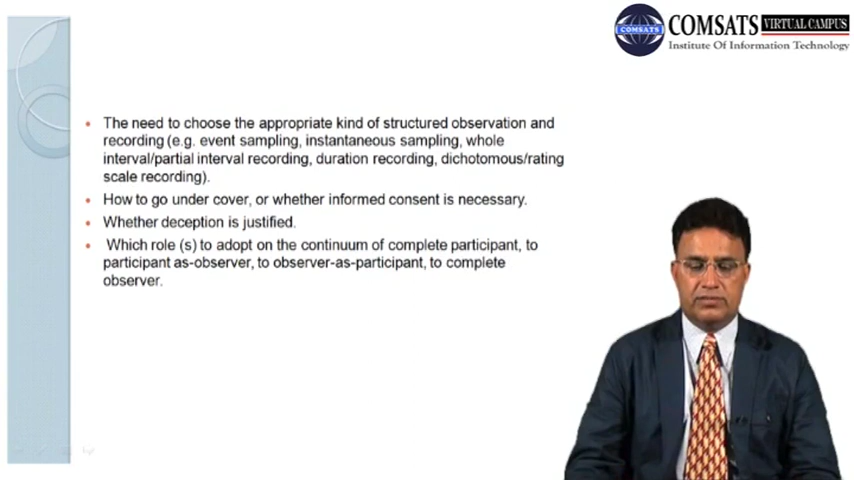 COMSATS VIRTUAL CAMPUS
COMSATS
Institute Of Information Technology
The need to choose the appropriate kind of structured observation and
recording (e.g. event sampling, instantaneous sampling, whole
interval/partial interval recording, duration recording, dichotomous/rating
scale recording).
How to go under cover, or whether informed consent is necessary.
Whether deception is justified.
Which role (s) to adopt on the continuum of complete participant, to
participant as-observer, to observer-as-participant, to complete
observer.